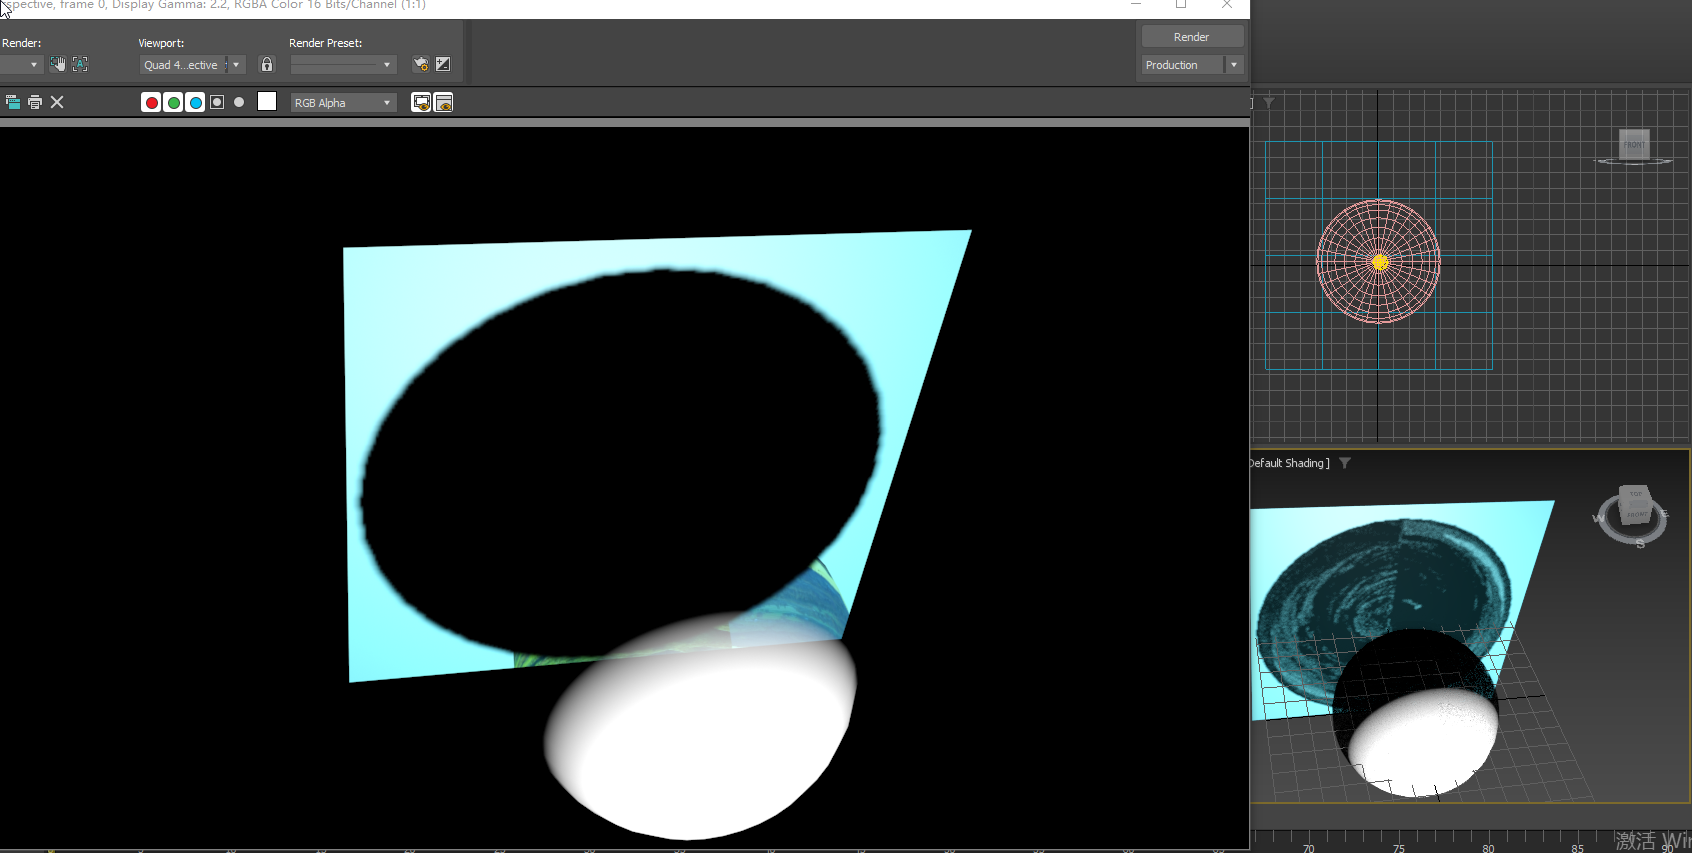 spective, frame 0, Display Gamma: 2.2, RGBA Color 16 Bits/Channel (1:1)
Render:
Viewport:
Render Preset:
Render
Quad 4...ective
Production
RGB Alpha
]
FRONT
Default Shading ]
TOP
FRONT
W
E
S
70
75
80
85
90
激活 Win